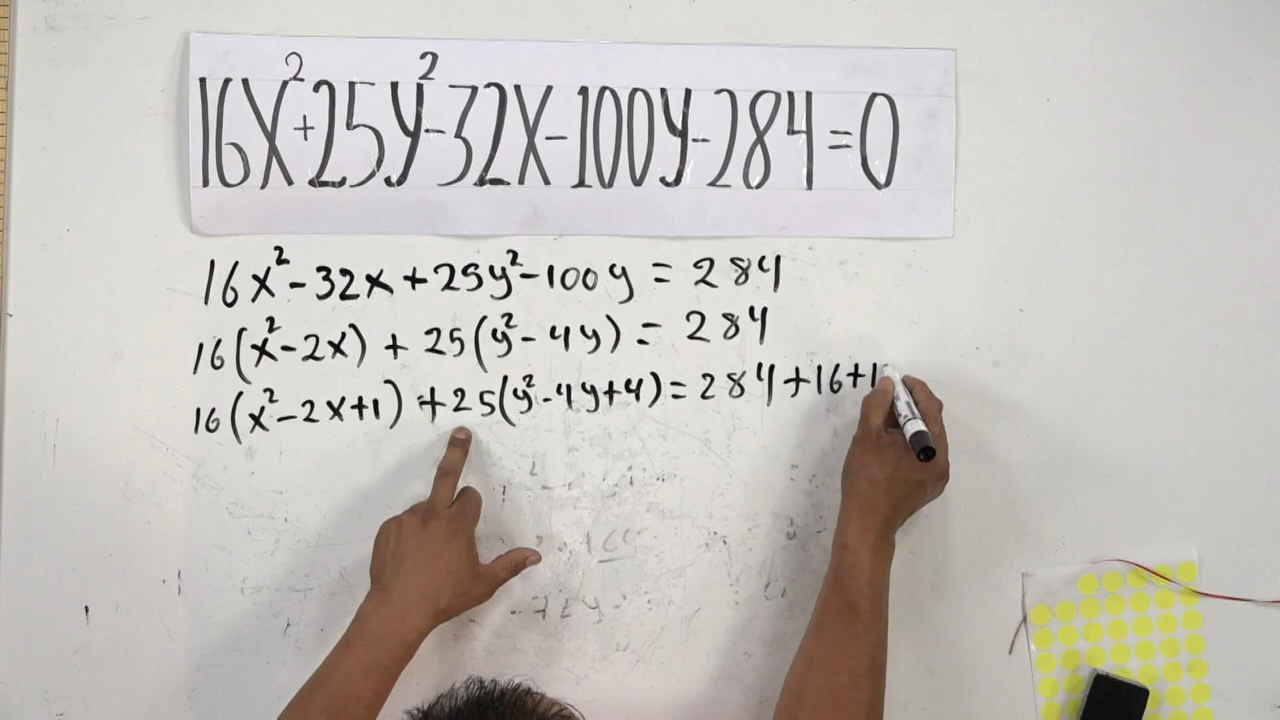 16x²+25y²-32x-100y-284=0
16x²-32x+25y²-100y=284
16(x²-2x)+25(y²-4y)=284
16(x²-2x+1)+25(y²-4y+4)=284+16+1